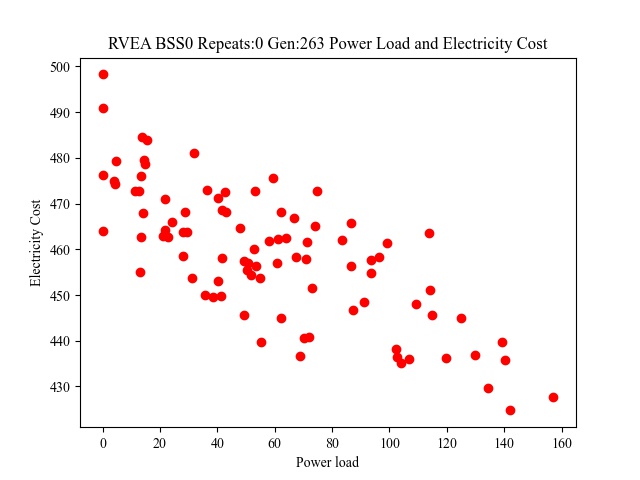 RVEA BSS0 Repeats:0 Gen:263 Power Load and Electricity Cost
500
490
480
470
460
450
440
430
Electricity Cost
0 20 40 60 80 100 120 140 160
Power load